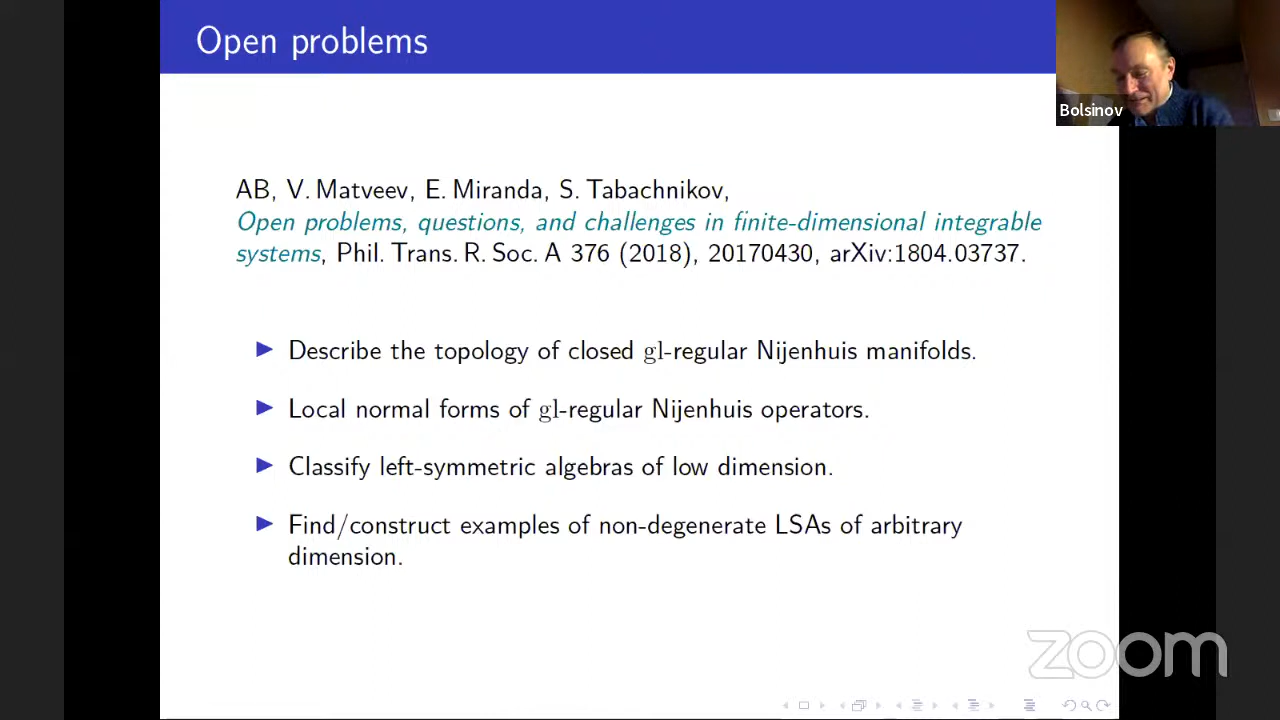 Open problems
Bolsinov
AB, V. Matveev, E. Miranda, S. Tabachnikov,
Open problems, questions, and challenges in finite-dimensional integrable
systems, Phil. Trans. R. Soc. A 376 (2018), 20170430, arXiv:1804.03737.
Describe the topology of closed gl-regular Nijenhuis manifolds.
Local normal forms of gl-regular Nijenhuis operators.
Classify left-symmetric algebras of low dimension.
Find/construct examples of non-degenerate LSAs of arbitrary
dimension.
zoom